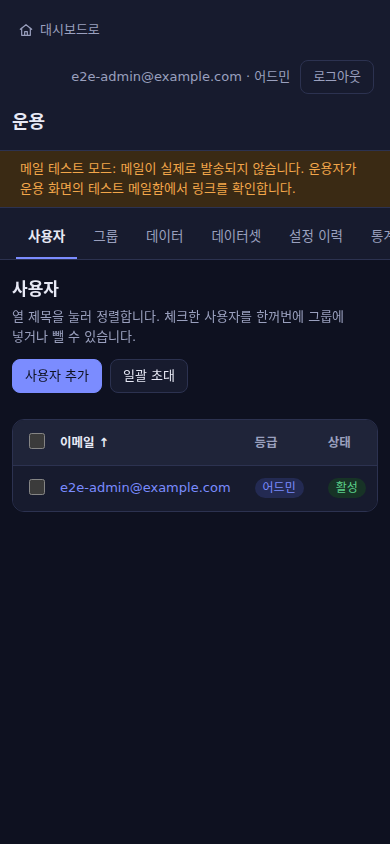 대시보드로
e2e-admin@example.com · 어드민
로그아웃
운용
메일 테스트 모드: 메일이 실제로 발송되지 않습니다. 운용자가
운용 화면의 테스트 메일함에서 링크를 확인합니다.
사용자 그룹 데이터 데이터셋 설정 이력
사용자
열 제목을 눌러 정렬합니다. 체크한 사용자를 한꺼번에 그룹에
넣거나 뺄 수 있습니다.
사용자 추가 일괄 초대
이메일 ↑ 등급 상태
e2e-admin@example.com 어드민 활성